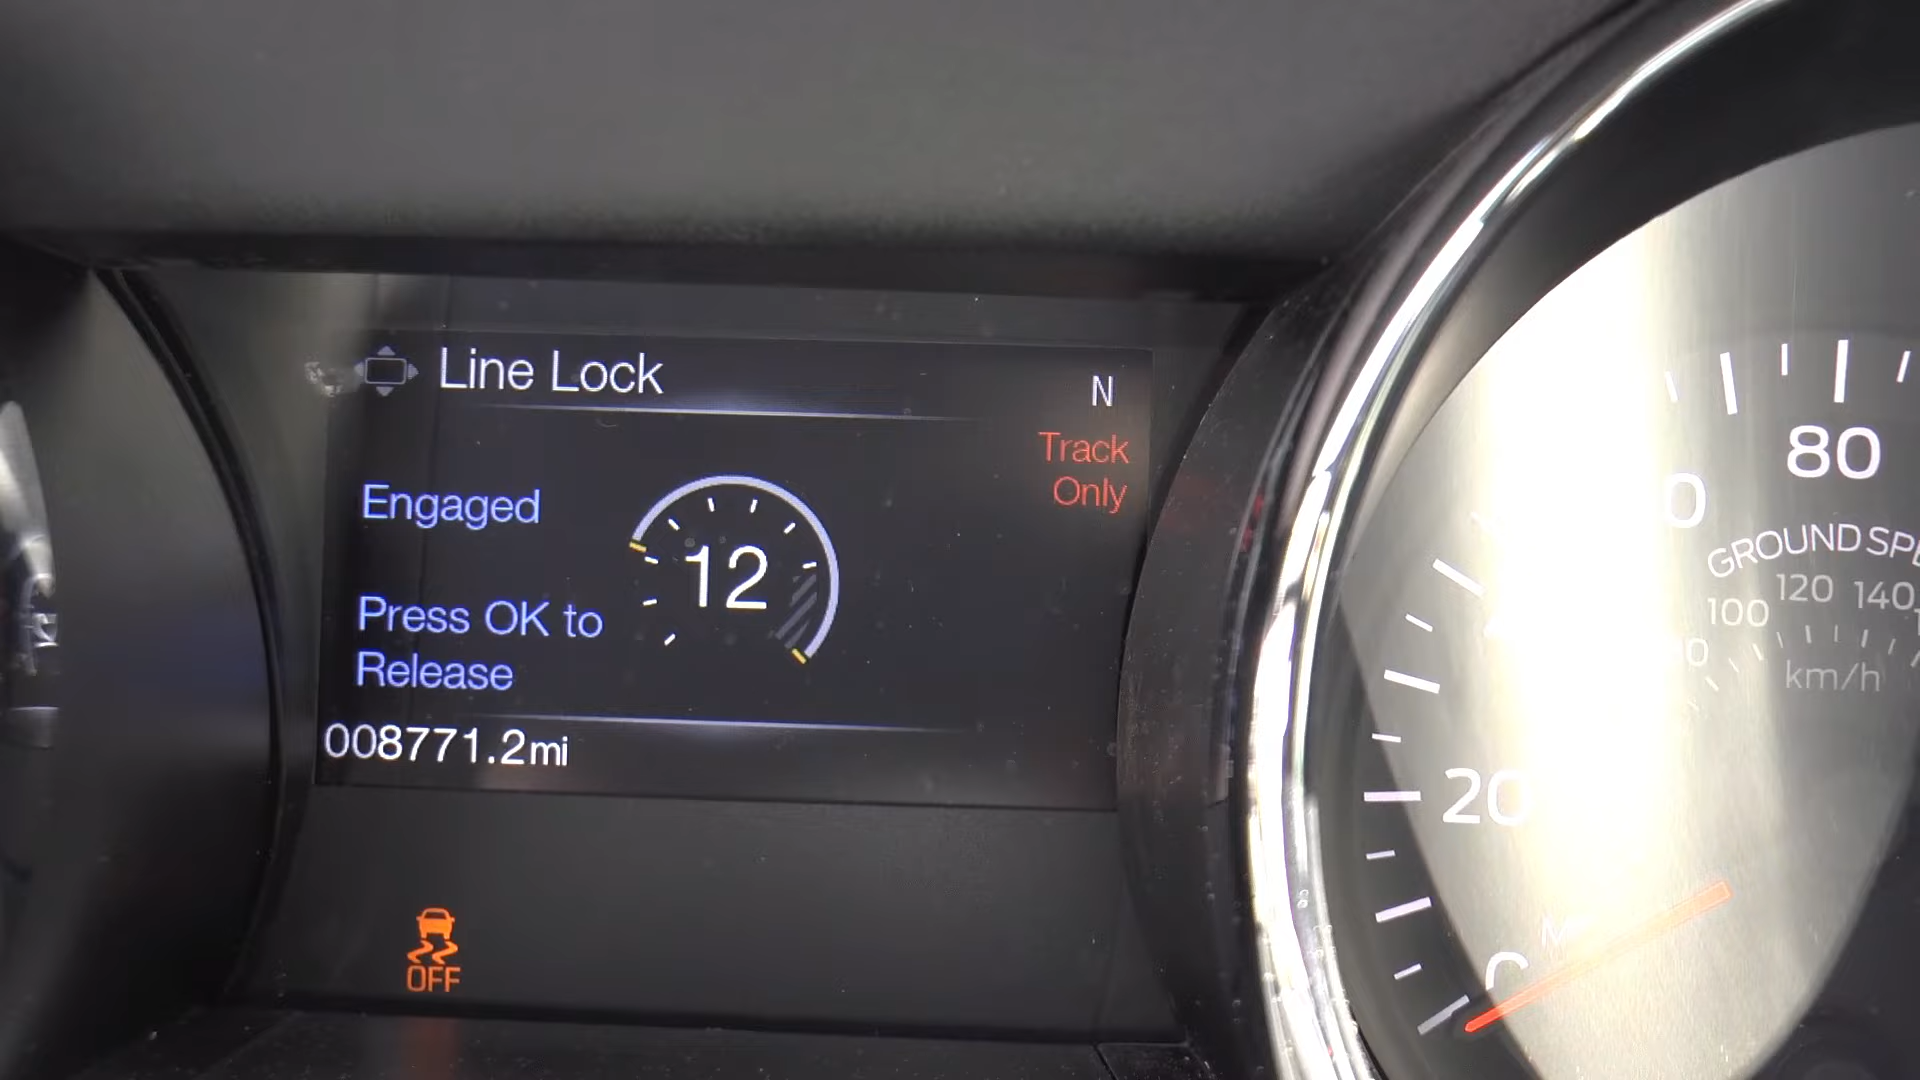 Line Lock
N
Track
Only
Engaged
12
Press OK to
Release
008771.2mi
OFF
80
20
GROUND
100 120 140
km/h